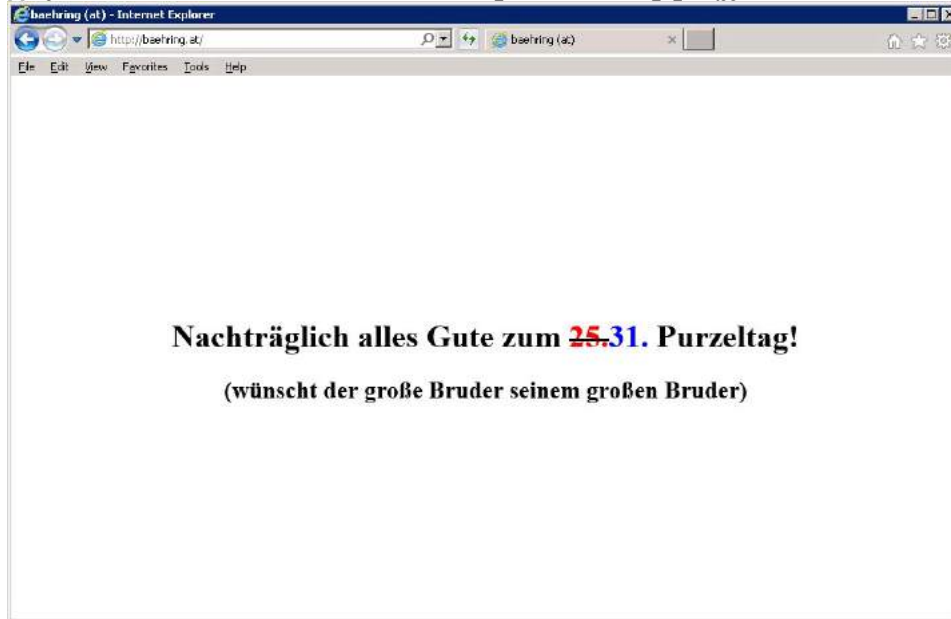 baehring (at) - Internet Explorer
http://baehring.at/
baehring (at)
File Edit View Favorites Tools Help
Nachträglich alles Gute zum 25.31. Purzeltag!
(wünscht der große Bruder seinem großen Bruder)